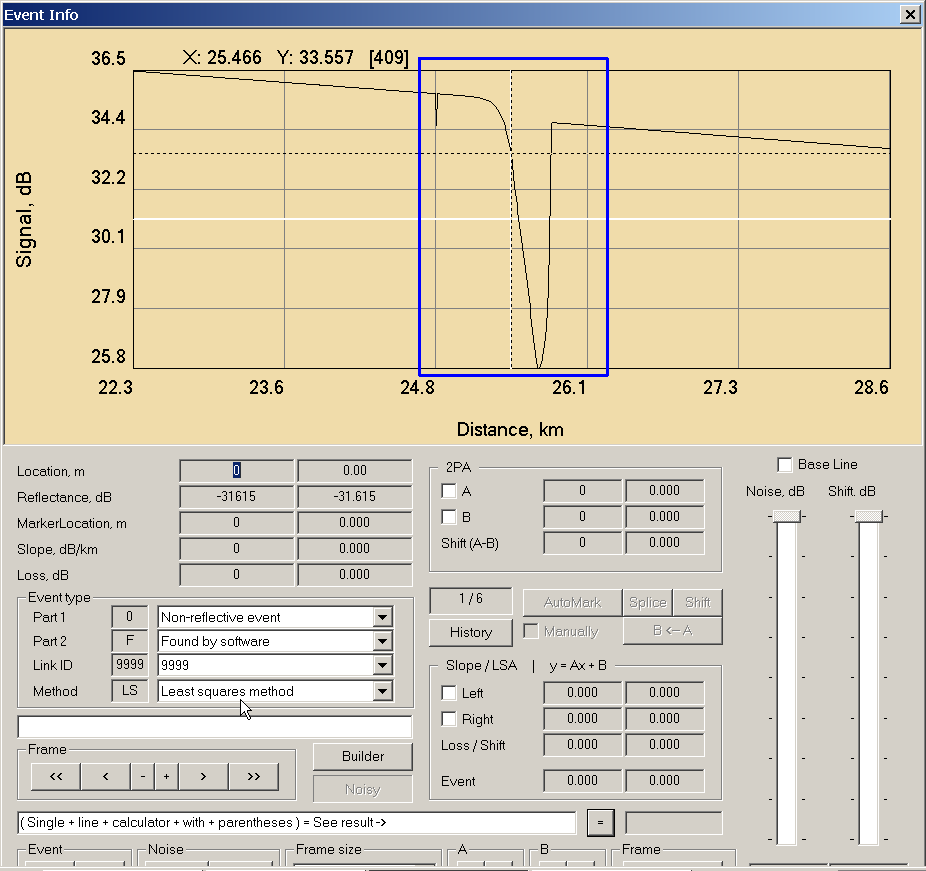 Event Info
X: 25.466 Y: 33.557 [409]
36.5
34.4
32.2
30.1
27.9
25.8
Signal, dB
22.3 23.6 24.8 26.1 27.3 28.6
Distance, km
Location, m 0 0.00
Reflectance, dB -31615 -31.615
MarkerLocation, m 0 0.000
Slope, dB/km 0 0.000
Loss, dB 0 0.000
Event type
Part 1 0 Non-reflective event
Part 2 F Found by software
Link ID 9999 9999
Method LS Least squares method
Frame
<< < - + > >>
Builder
Noisy
2PA
A 0 0.000
B 0 0.000
Shift (A-B) 0 0.000
1 / 6 AutoMark Splice Shift
History Manually B <-- A
Slope / LSA | y = Ax + B
Left 0.000 0.000
Right 0.000 0.000
Loss / Shift 0.000 0.000
Event 0.000 0.000
Base Line
Noise, dB Shift. dB
( Single + line + calculator + with + parentheses ) = See result -> =
Event Noise Frame size A B Frame